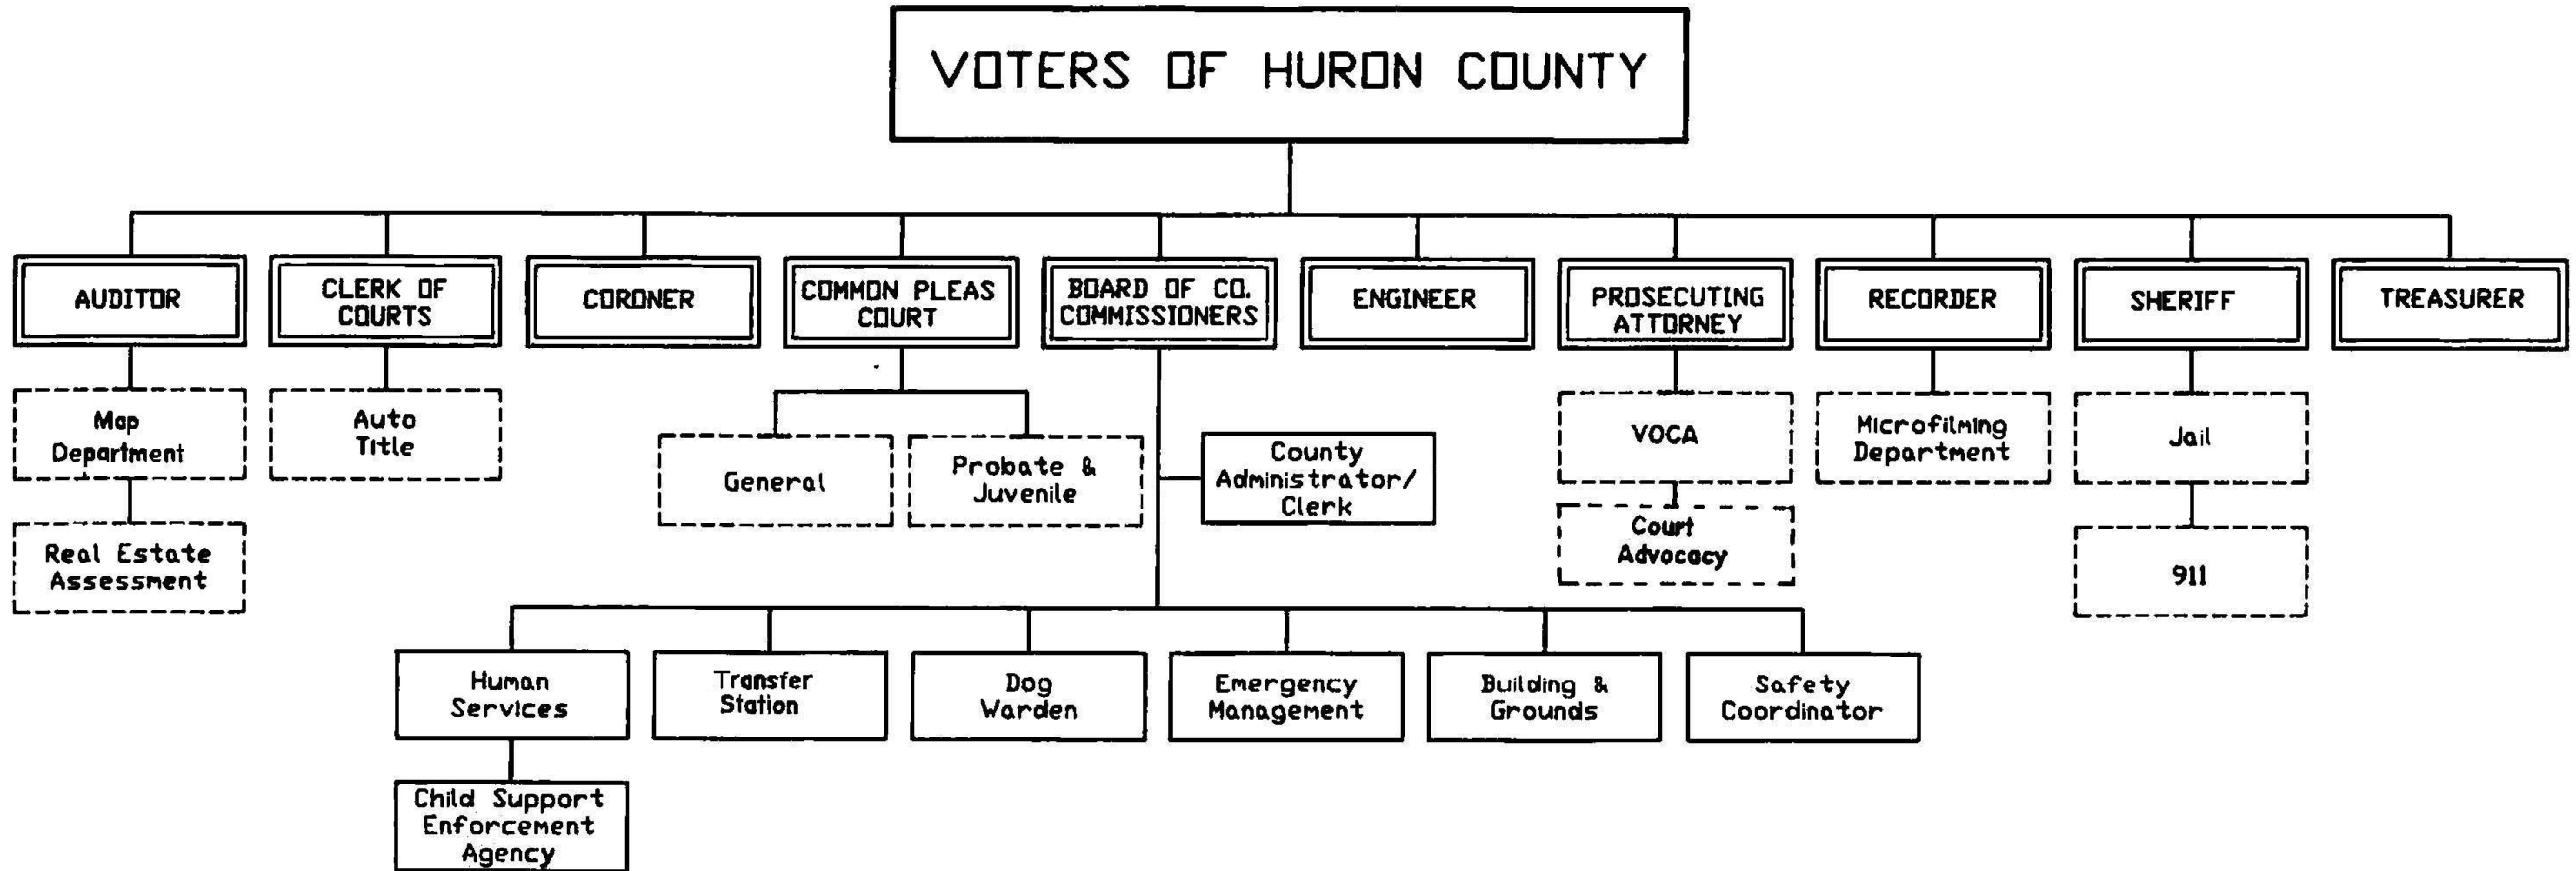 VOTERS OF HURON COUNTY
AUDITOR
CLERK OF
COURTS
CORONER
COMMON PLEAS
COURT
BOARD OF CO.
COMMISSIONERS
ENGINEER
PROSECUTING
ATTORNEY
RECORDER
SHERIFF
TREASURER
Map
Department
Auto
Title
General
Probate &
Juvenile
County
Administrator/
Clerk
VOCA
Microfilming
Department
Jail
Real Estate
Assessment
Court
Advocacy
911
Human
Services
Transfer
Station
Dog
Warden
Emergency
Management
Building &
Grounds
Safety
Coordinator
Child Support
Enforcement
Agency